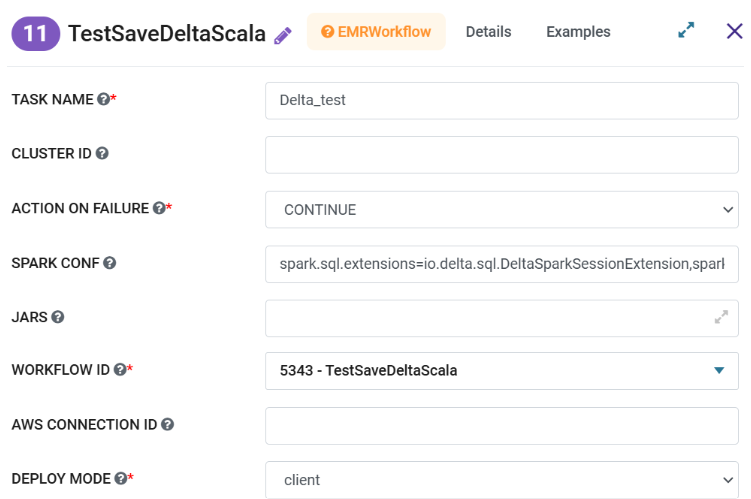 11 TestSaveDeltaScala EMRWorkflow Details Examples
TASK NAME * Delta_test
CLUSTER ID
ACTION ON FAILURE * CONTINUE
SPARK CONF spark.sql.extensions=io.delta.sql.DeltaSparkSessionExtension,spark
JARS
WORKFLOW ID * 5343 - TestSaveDeltaScala
AWS CONNECTION ID
DEPLOY MODE * client